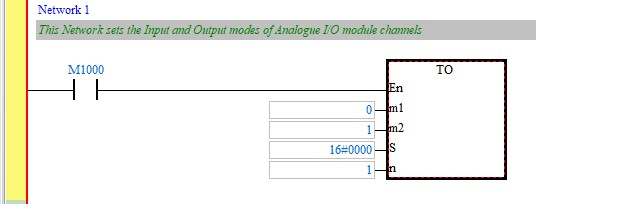 Network 1
This Network sets the Input and Output modes of Analogue I/O module channels
M1000
TO
En
0 m1
1 m2
16#0000 S
1 n